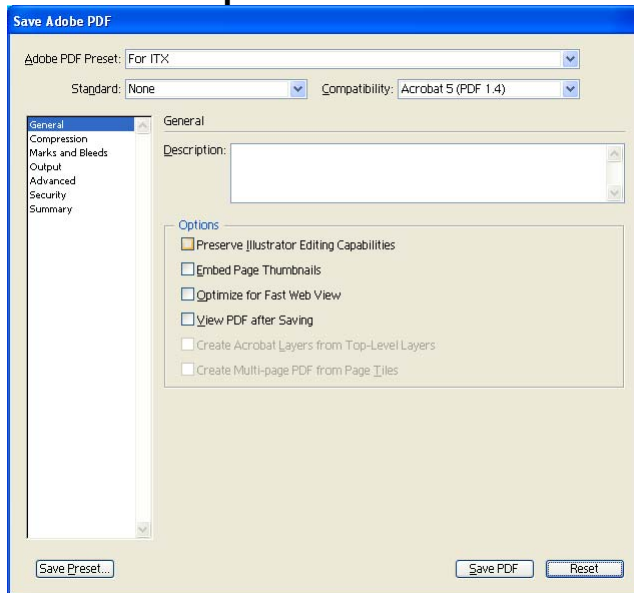 Save Adobe PDF
Adobe PDF Preset: For ITX
Standard: None Compatibility: Acrobat 5 (PDF 1.4)
General
Compression
Marks and Bleeds
Output
Advanced
Security
Summary
General
Description:
Options
Preserve Illustrator Editing Capabilities
Embed Page Thumbnails
Optimize for Fast Web View
View PDF after Saving
Create Acrobat Layers from Top-Level Layers
Create Multi-page PDF from Page Tiles
Save Preset... Save PDF Reset